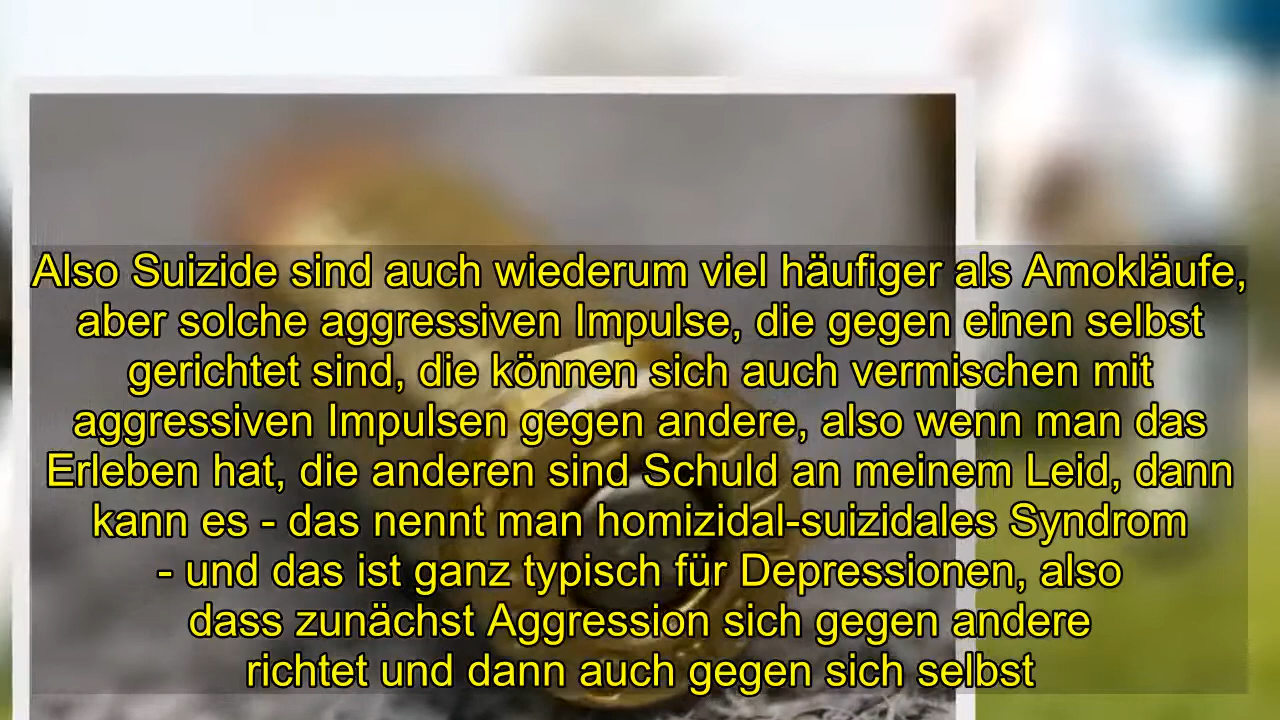 Also Suizide sind auch wiederum viel häufiger als Amokläufe,
aber solche aggressiven Impulse, die gegen einen selbst
gerichtet sind, die können sich auch vermischen mit
aggressiven Impulsen gegen andere, also wenn man das
Erleben hat, die anderen sind Schuld an meinem Leid, dann
kann es - das nennt man homizidal-suizidales Syndrom
- und das ist ganz typisch für Depressionen, also
dass zunächst Aggression sich gegen andere
richtet und dann auch gegen sich selbst